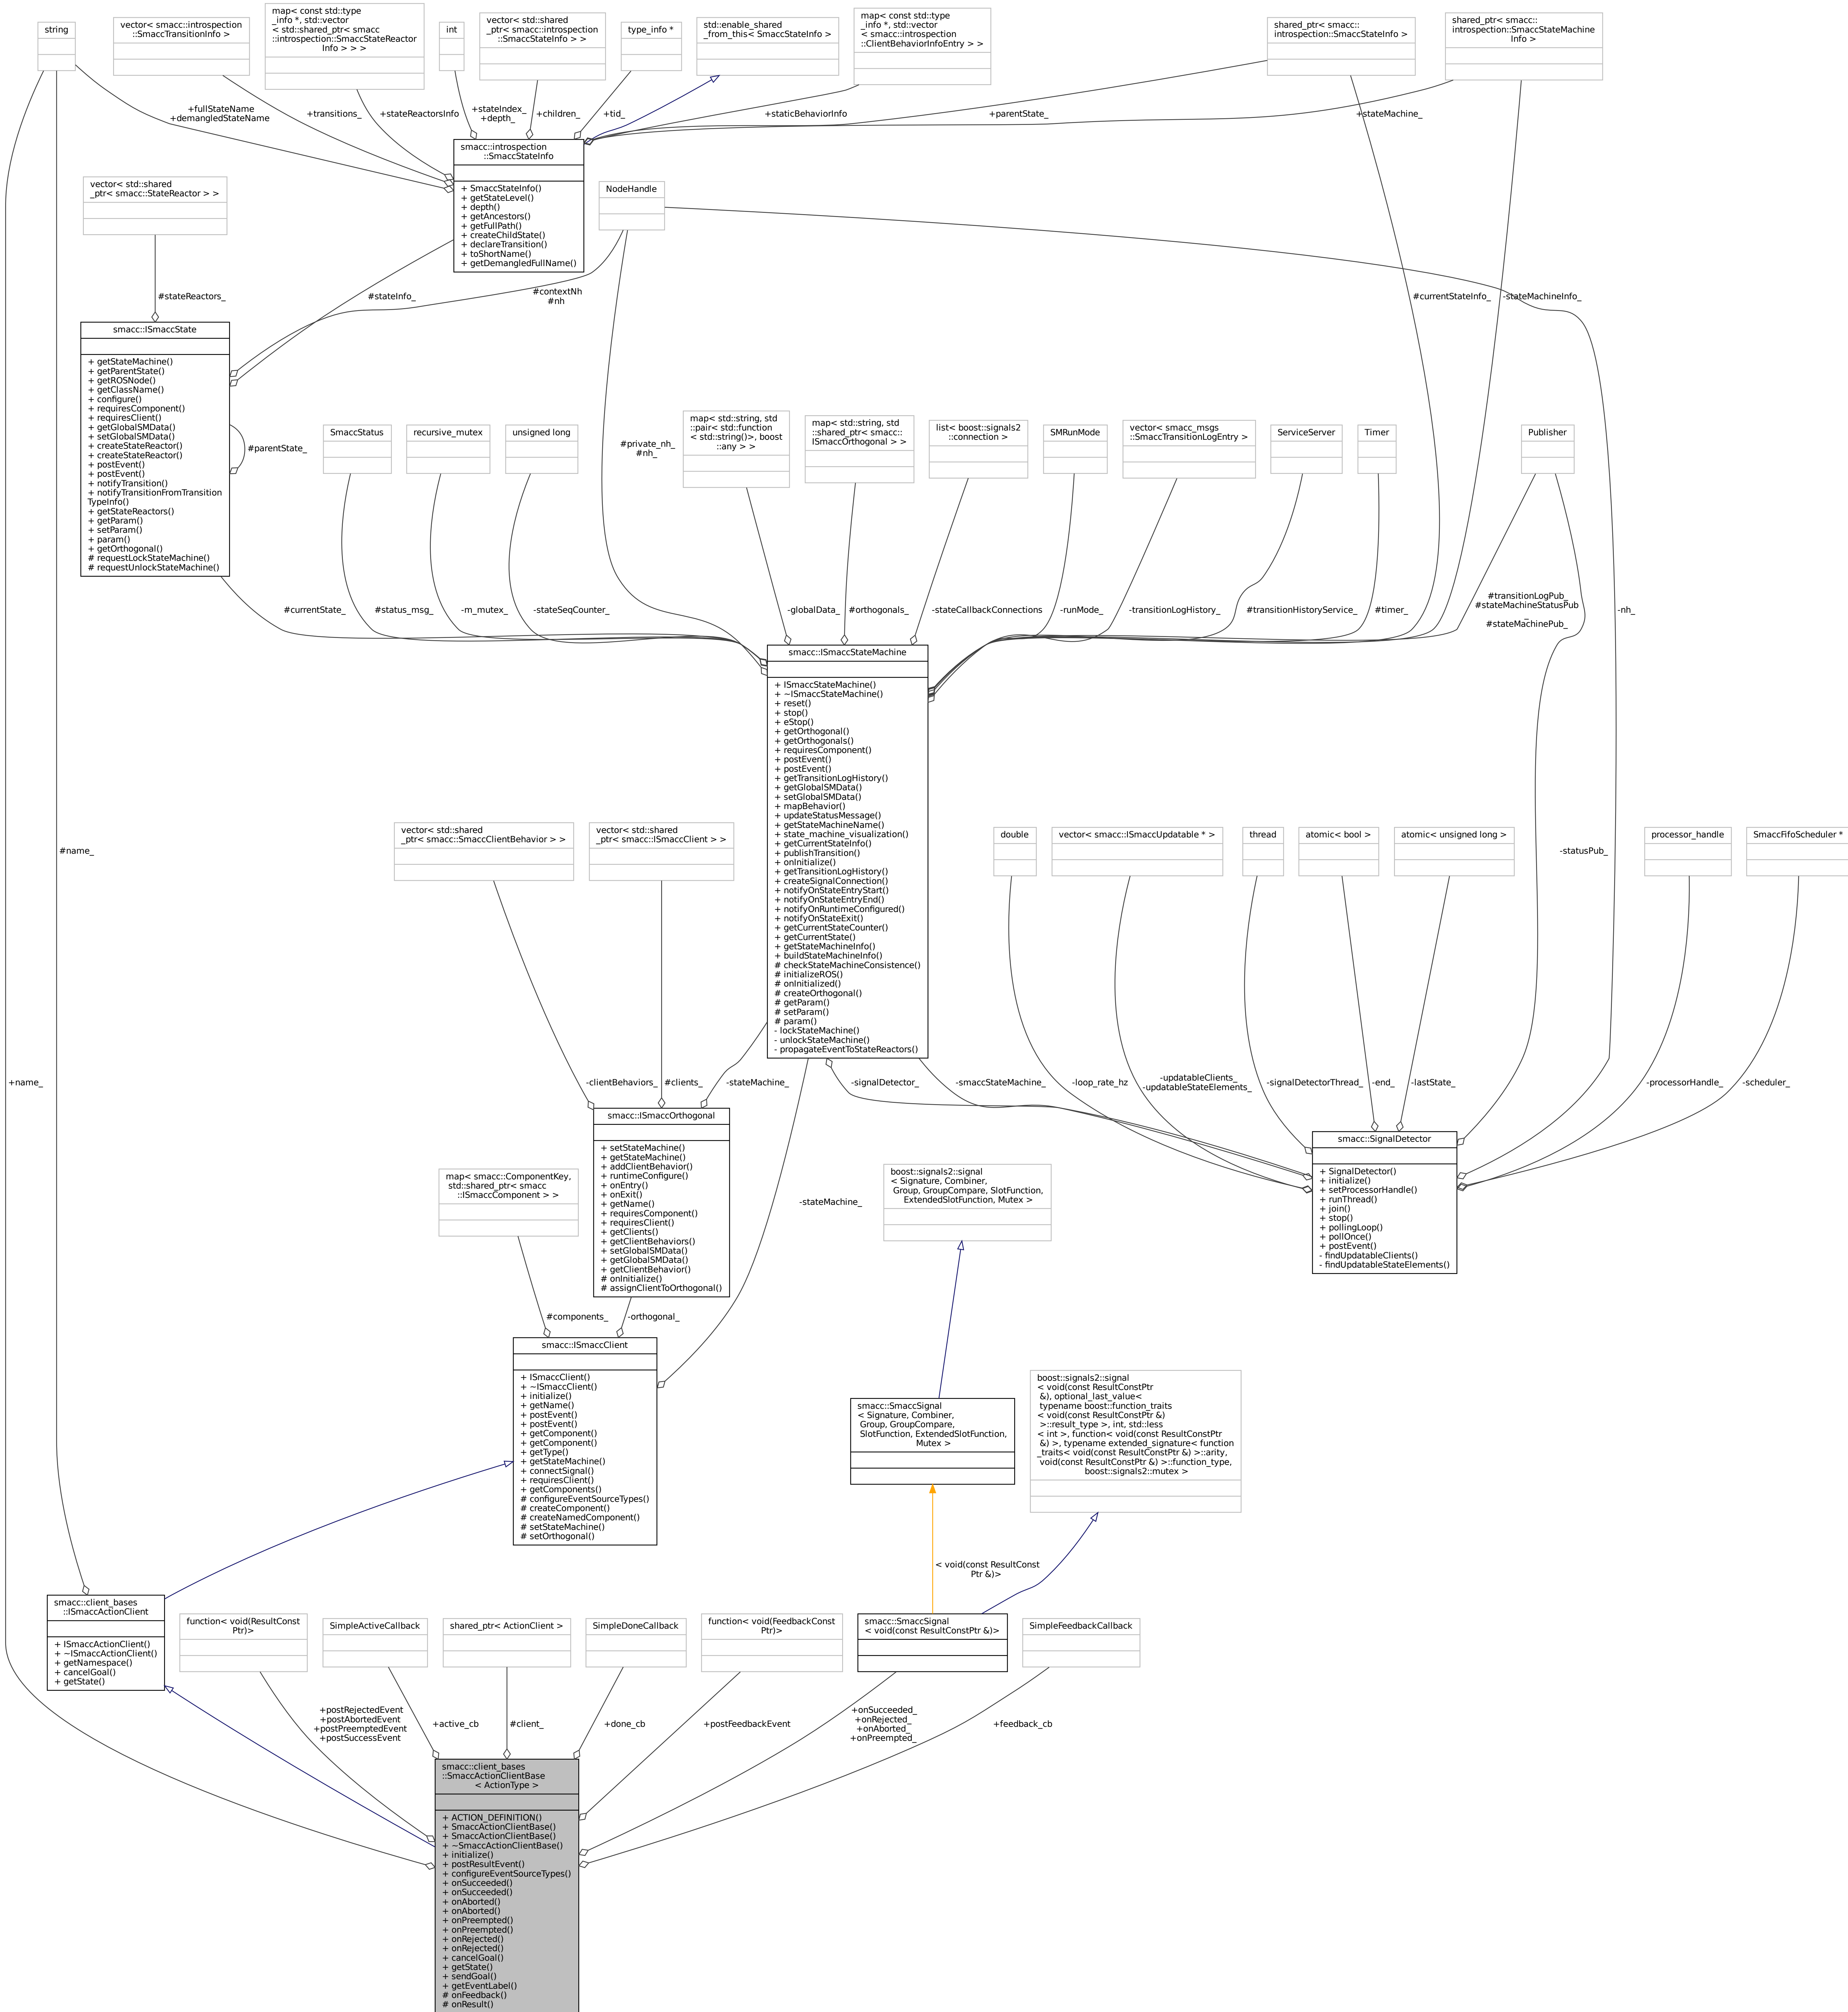 string
vector< smacc::introspection
::SmaccTransitionInfo >
map< const std::type
_info *, std::vector
< std::shared_ptr< smacc
::introspection::SmaccStateReactor
Info > > >
int
vector< std::shared
_ptr< smacc::introspection
::SmaccStateInfo > >
type_info *
std::enable_shared
_from_this< SmaccStateInfo >
map< const std::type
_info *, std::vector
< smacc::introspection
::ClientBehaviorInfoEntry > >
shared_ptr< smacc::
introspection::SmaccStateInfo >
shared_ptr< smacc::
introspection::SmaccStateMachine
Info >
+fullStateName
+demangledStateName
+transitions_
+stateReactorsInfo
+stateIndex_
+depth_
+children_
+tid_
+staticBehaviorInfo
+parentState_
+stateMachine_
smacc::introspection
::SmaccStateInfo
+ SmaccStateInfo()
+ getStateLevel()
+ depth()
+ getAncestors()
+ getFullPath()
+ createChildState()
+ declareTransition()
+ toShortName()
+ getDemangledFullName()
NodeHandle
vector< std::shared
_ptr< smacc::StateReactor > >
#stateReactors_
#stateInfo_
#contextNh
#nh
#currentStateInfo_
-stateMachineInfo_
smacc::ISmaccState
+ getStateMachine()
+ getParentState()
+ getROSNode()
+ getClassName()
+ configure()
+ requiresComponent()
+ requiresClient()
+ getGlobalSMData()
+ setGlobalSMData()
+ createStateReactor()
+ createStateReactor()
+ postEvent()
+ postEvent()
+ notifyTransition()
+ notifyTransitionFromTransition
TypeInfo()
+ getStateReactors()
+ getParam()
+ setParam()
+ param()
+ getOrthogonal()
# requestLockStateMachine()
# requestUnlockStateMachine()
#parentState_
SmaccStatus
recursive_mutex
unsigned long
#private_nh_
#nh_
map< std::string, std
::pair< std::function
< std::string()>, boost
::any > >
map< std::string, std
::shared_ptr< smacc::
ISmaccOrthogonal > >
list< boost::signals2
::connection >
SMRunMode
vector< smacc_msgs
::SmaccTransitionLogEntry >
ServiceServer
Timer
Publisher
#currentState_
#status_msg_
-m_mutex_
-stateSeqCounter_
-globalData_
#orthogonals_
-stateCallbackConnections
-runMode_
-transitionLogHistory_
#transitionHistoryService_
#timer_
#transitionLogPub_
#stateMachineStatusPub
_
#stateMachinePub_
-nh_
smacc::ISmaccStateMachine
+ ISmaccStateMachine()
+ ~ISmaccStateMachine()
+ reset()
+ stop()
+ eStop()
+ getOrthogonal()
+ getOrthogonals()
+ requiresComponent()
+ postEvent()
+ postEvent()
+ getTransitionLogHistory()
+ getGlobalSMData()
+ setGlobalSMData()
+ mapBehavior()
+ updateStatusMessage()
+ getStateMachineName()
+ state_machine_visualization()
+ getCurrentStateInfo()
+ publishTransition()
+ onInitialize()
+ getTransitionLogHistory()
+ createSignalConnection()
+ notifyOnStateEntryStart()
+ notifyOnStateEntryEnd()
+ notifyOnRuntimeConfigured()
+ notifyOnStateExit()
+ getCurrentStateCounter()
+ getCurrentState()
+ getStateMachineInfo()
+ buildStateMachineInfo()
# checkStateMachineConsistence()
# initializeROS()
# onInitialized()
# createOrthogonal()
# getParam()
# setParam()
# param()
- lockStateMachine()
- unlockStateMachine()
- propagateEventToStateReactors()
#name_
vector< std::shared
_ptr< smacc::SmaccClientBehavior > >
vector< std::shared
_ptr< smacc::ISmaccClient > >
double
vector< smacc::ISmaccUpdatable * >
thread
atomic< bool >
atomic< unsigned long >
-statusPub_
processor_handle
SmaccFifoScheduler *
+name_
-clientBehaviors_
#clients_
-stateMachine_
-signalDetector_
-smaccStateMachine_
-loop_rate_hz
-updatableClients_
-updatableStateElements_
-signalDetectorThread_
-end_
-lastState_
-processorHandle_
-scheduler_
smacc::ISmaccOrthogonal
+ setStateMachine()
+ getStateMachine()
+ addClientBehavior()
+ runtimeConfigure()
+ onEntry()
+ onExit()
+ getName()
+ requiresComponent()
+ requiresClient()
+ getClients()
+ getClientBehaviors()
+ setGlobalSMData()
+ getGlobalSMData()
+ getClientBehavior()
# onInitialize()
# assignClientToOrthogonal()
smacc::SignalDetector
+ SignalDetector()
+ initialize()
+ setProcessorHandle()
+ runThread()
+ join()
+ stop()
+ pollingLoop()
+ pollOnce()
+ postEvent()
- findUpdatableClients()
- findUpdatableStateElements()
map< smacc::ComponentKey,
std::shared_ptr< smacc
::ISmaccComponent > >
-stateMachine_
boost::signals2::signal
< Signature, Combiner,
Group, GroupCompare, SlotFunction,
ExtendedSlotFunction, Mutex >
#components_
-orthogonal_
smacc::ISmaccClient
+ ISmaccClient()
+ ~ISmaccClient()
+ initialize()
+ getName()
+ postEvent()
+ postEvent()
+ getComponent()
+ getComponent()
+ getType()
+ getStateMachine()
+ connectSignal()
+ requiresClient()
+ getComponents()
# configureEventSourceTypes()
# createComponent()
# createNamedComponent()
# setStateMachine()
# setOrthogonal()
smacc::SmaccSignal
< Signature, Combiner,
Group, GroupCompare,
SlotFunction, ExtendedSlotFunction,
Mutex >
boost::signals2::signal
< void(const ResultConstPtr
&), optional_last_value<
typename boost::function_traits
< void(const ResultConstPtr &)
>::result_type >, int, std::less
< int >, function< void(const ResultConstPtr
&) >, typename extended_signature< function
_traits< void(const ResultConstPtr &) >::arity,
void(const ResultConstPtr &) >::function_type,
boost::signals2::mutex >
< void(const ResultConst
Ptr &)>
smacc::client_bases
::ISmaccActionClient
+ ISmaccActionClient()
+ ~ISmaccActionClient()
+ getNamespace()
+ cancelGoal()
+ getState()
function< void(ResultConst
Ptr)>
SimpleActiveCallback
shared_ptr< ActionClient >
SimpleDoneCallback
function< void(FeedbackConst
Ptr)>
smacc::SmaccSignal
< void(const ResultConstPtr &)>
SimpleFeedbackCallback
+postRejectedEvent
+postAbortedEvent
+postPreemptedEvent
+postSuccessEvent
+active_cb
#client_
+done_cb
+postFeedbackEvent
+onSucceeded_
+onRejected_
+onAborted_
+onPreempted_
+feedback_cb
smacc::client_bases
::SmaccActionClientBase
< ActionType >
+ ACTION_DEFINITION()
+ SmaccActionClientBase()
+ SmaccActionClientBase()
+ ~SmaccActionClientBase()
+ initialize()
+ postResultEvent()
+ configureEventSourceTypes()
+ onSucceeded()
+ onSucceeded()
+ onAborted()
+ onAborted()
+ onPreempted()
+ onPreempted()
+ onRejected()
+ onRejected()
+ cancelGoal()
+ getState()
+ sendGoal()
+ getEventLabel()
# onFeedback()
# onResult()